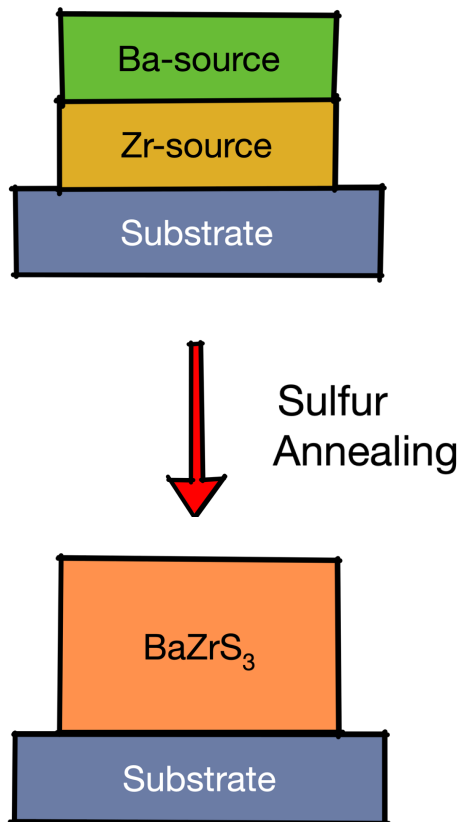 Ba-source
Zr-source
Substrate
Sulfur
Annealing
BaZrS₃
Substrate